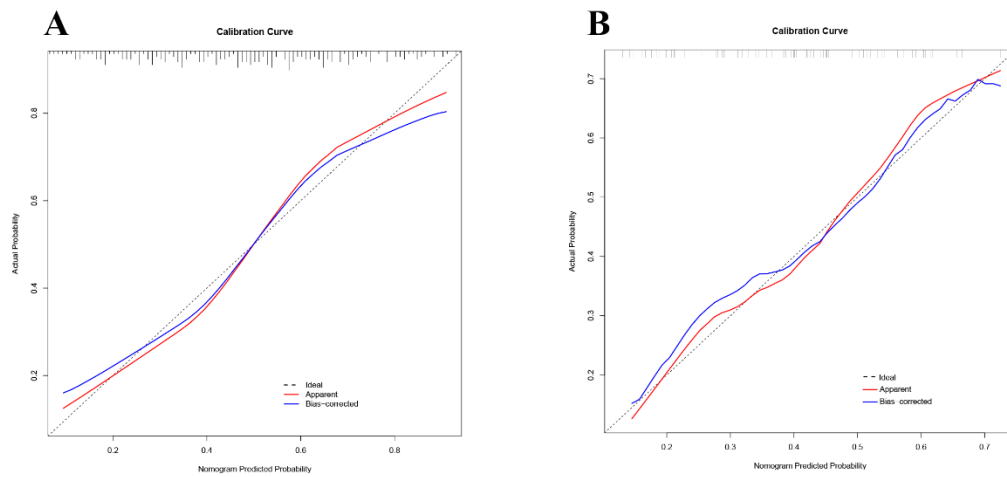 A
Calibration Curve
Actual Probability
0.8
0.6
0.4
0.2
Ideal
Apparent
Bias-corrected
0.2 0.4 0.6 0.8
Nomogram Predicted Probability
B
Calibration Curve
Actual Probability
0.7
0.6
0.5
0.4
0.3
0.2
Ideal
Apparent
Bias-corrected
0.2 0.3 0.4 0.5 0.6 0.7
Nomogram Predicted Probability